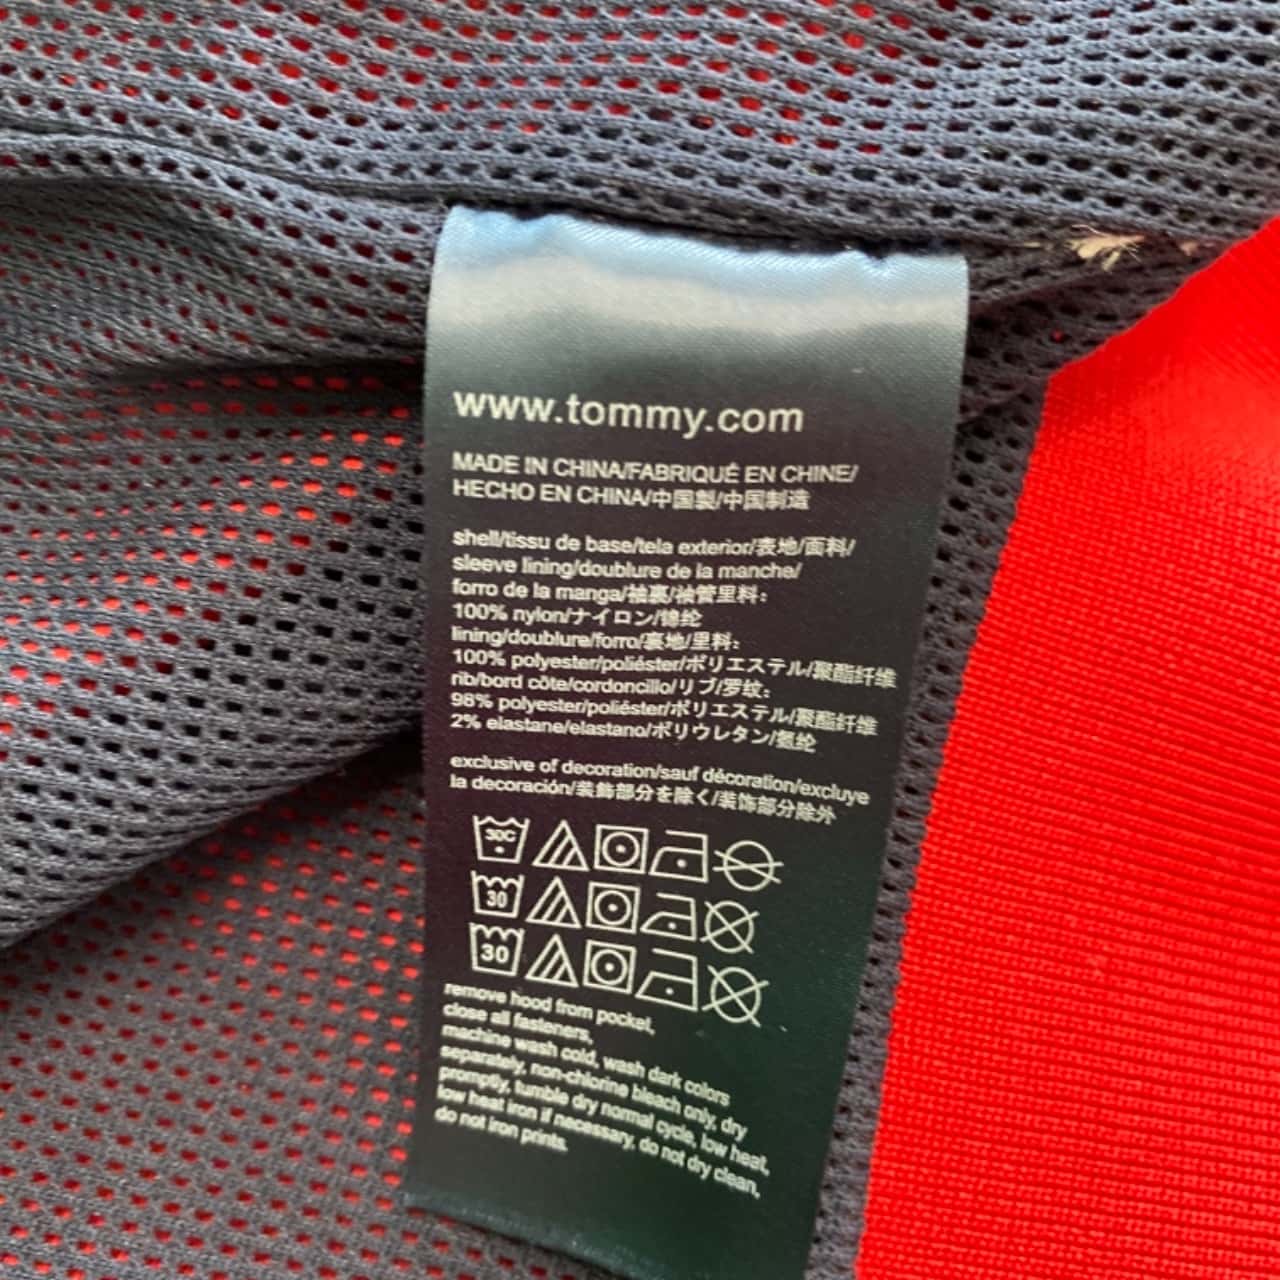 www.tommy.com
MADE IN CHINA/FABRIQUÉ EN CHINE/
HECHO EN CHINA/中国製/中国制造
shell/tissu de base/tela exterior/表地/面料/
sleeve lining/doublure de la manche/
forro de la manga/袖裏/袖管里料:
100% nylon/ナイロン/锦纶
lining/doublure/forro/裏地/里料:
100% polyester/poliéster/ポリエステル/聚酯纤维
rib/bord côte/cordoncillo/リブ/罗纹:
98% polyester/poliéster/ポリエステル/聚酯纤维
2% elastane/elastano/ポリウレタン/氨纶
exclusive of decoration/sauf décoration/excluye
la decoración/装飾部分を除く/装饰部分除外
30C
30
30
remove hood from pocket,
close all fasteners,
machine wash cold, wash dark colors
separately, non-chlorine bleach only, dry
promptly, tumble dry normal cycle, low heat,
low heat iron if necessary, do not dry clean,
do not iron prints.